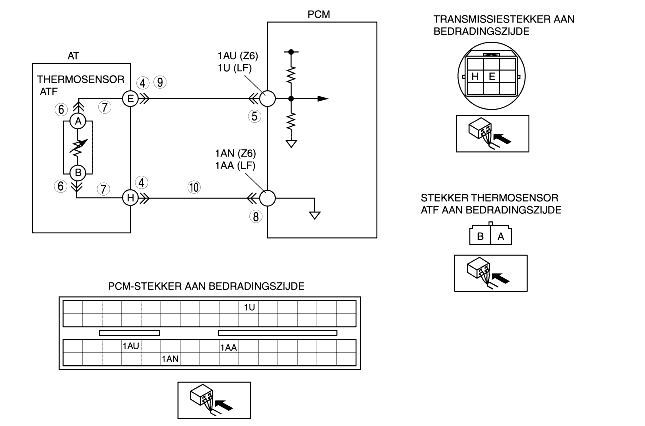 PCM
TRANSMISSIESTEKKER AAN
BEDRADINGSZIJDE
AT
THERMOSENSOR
ATF
1AU (Z6)
1U (LF)
4 9
E
6 7
A
5
H E
B
6 7
4
10
1AN (Z6)
1AA (LF)
H
8
STEKKER THERMOSENSOR
ATF AAN BEDRADINGSZIJDE
B A
PCM-STEKKER AAN BEDRADINGSZIJDE
1U
1AU 1AA
1AN